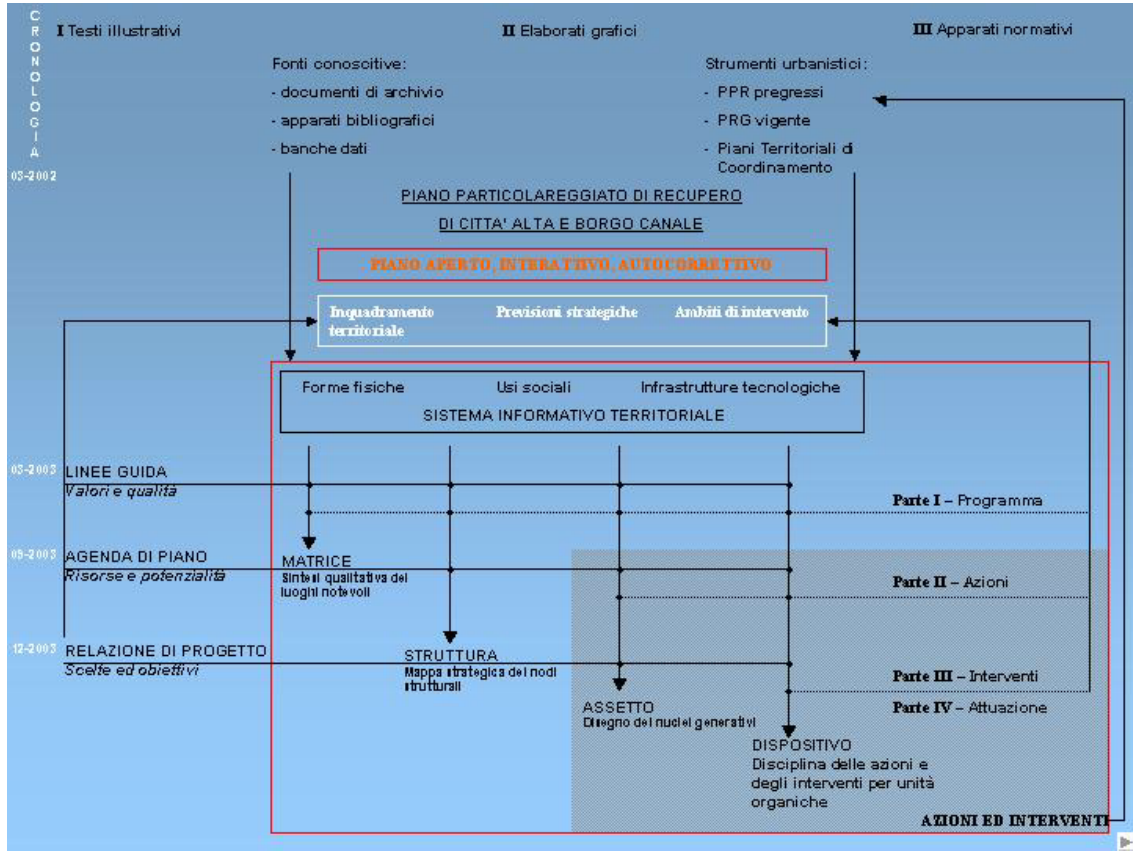 CRONOLOGIA
I Testi illustrativi
II Elaborati grafici
III Apparati normativi
Fonti conoscitive:
- documenti di archivio
- apparati bibliografici
- banche dati
Strumenti urbanistici:
- PPR pregressi
- PRG vigente
- Piani Territoriali di
Coordinamento
03-2002
PIANO PARTICOLAREGGIATO DI RECUPERO
DI CITTA' ALTA E BORGO CANALE
PIANO APERTO, INTERATTIVO, AUTOCORRETTIVO
Inquadramento
territoriale
Previsioni strategiche
Ambiti di intervento
Forme fisiche
Usi sociali
Infrastrutture tecnologiche
SISTEMA INFORMATIVO TERRITORIALE
03-2003
LINEE GUIDA
Valori e qualità
Parte I – Programma
09-2003
AGENDA DI PIANO
Risorse e potenzialità
MATRICE
Sintesi qualitativa dei
luoghi notevoli
Parte II – Azioni
12-2003
RELAZIONE DI PROGETTO
Scelte ed obiettivi
STRUTTURA
Mappa strategica dei nodi
strutturali
Parte III – Interventi
ASSETTO
Disegno dei nuclei generativi
Parte IV – Attuazione
DISPOSITIVO
Disciplina delle azioni e
degli interventi per unità
organiche
AZIONI ED INTERVENTI